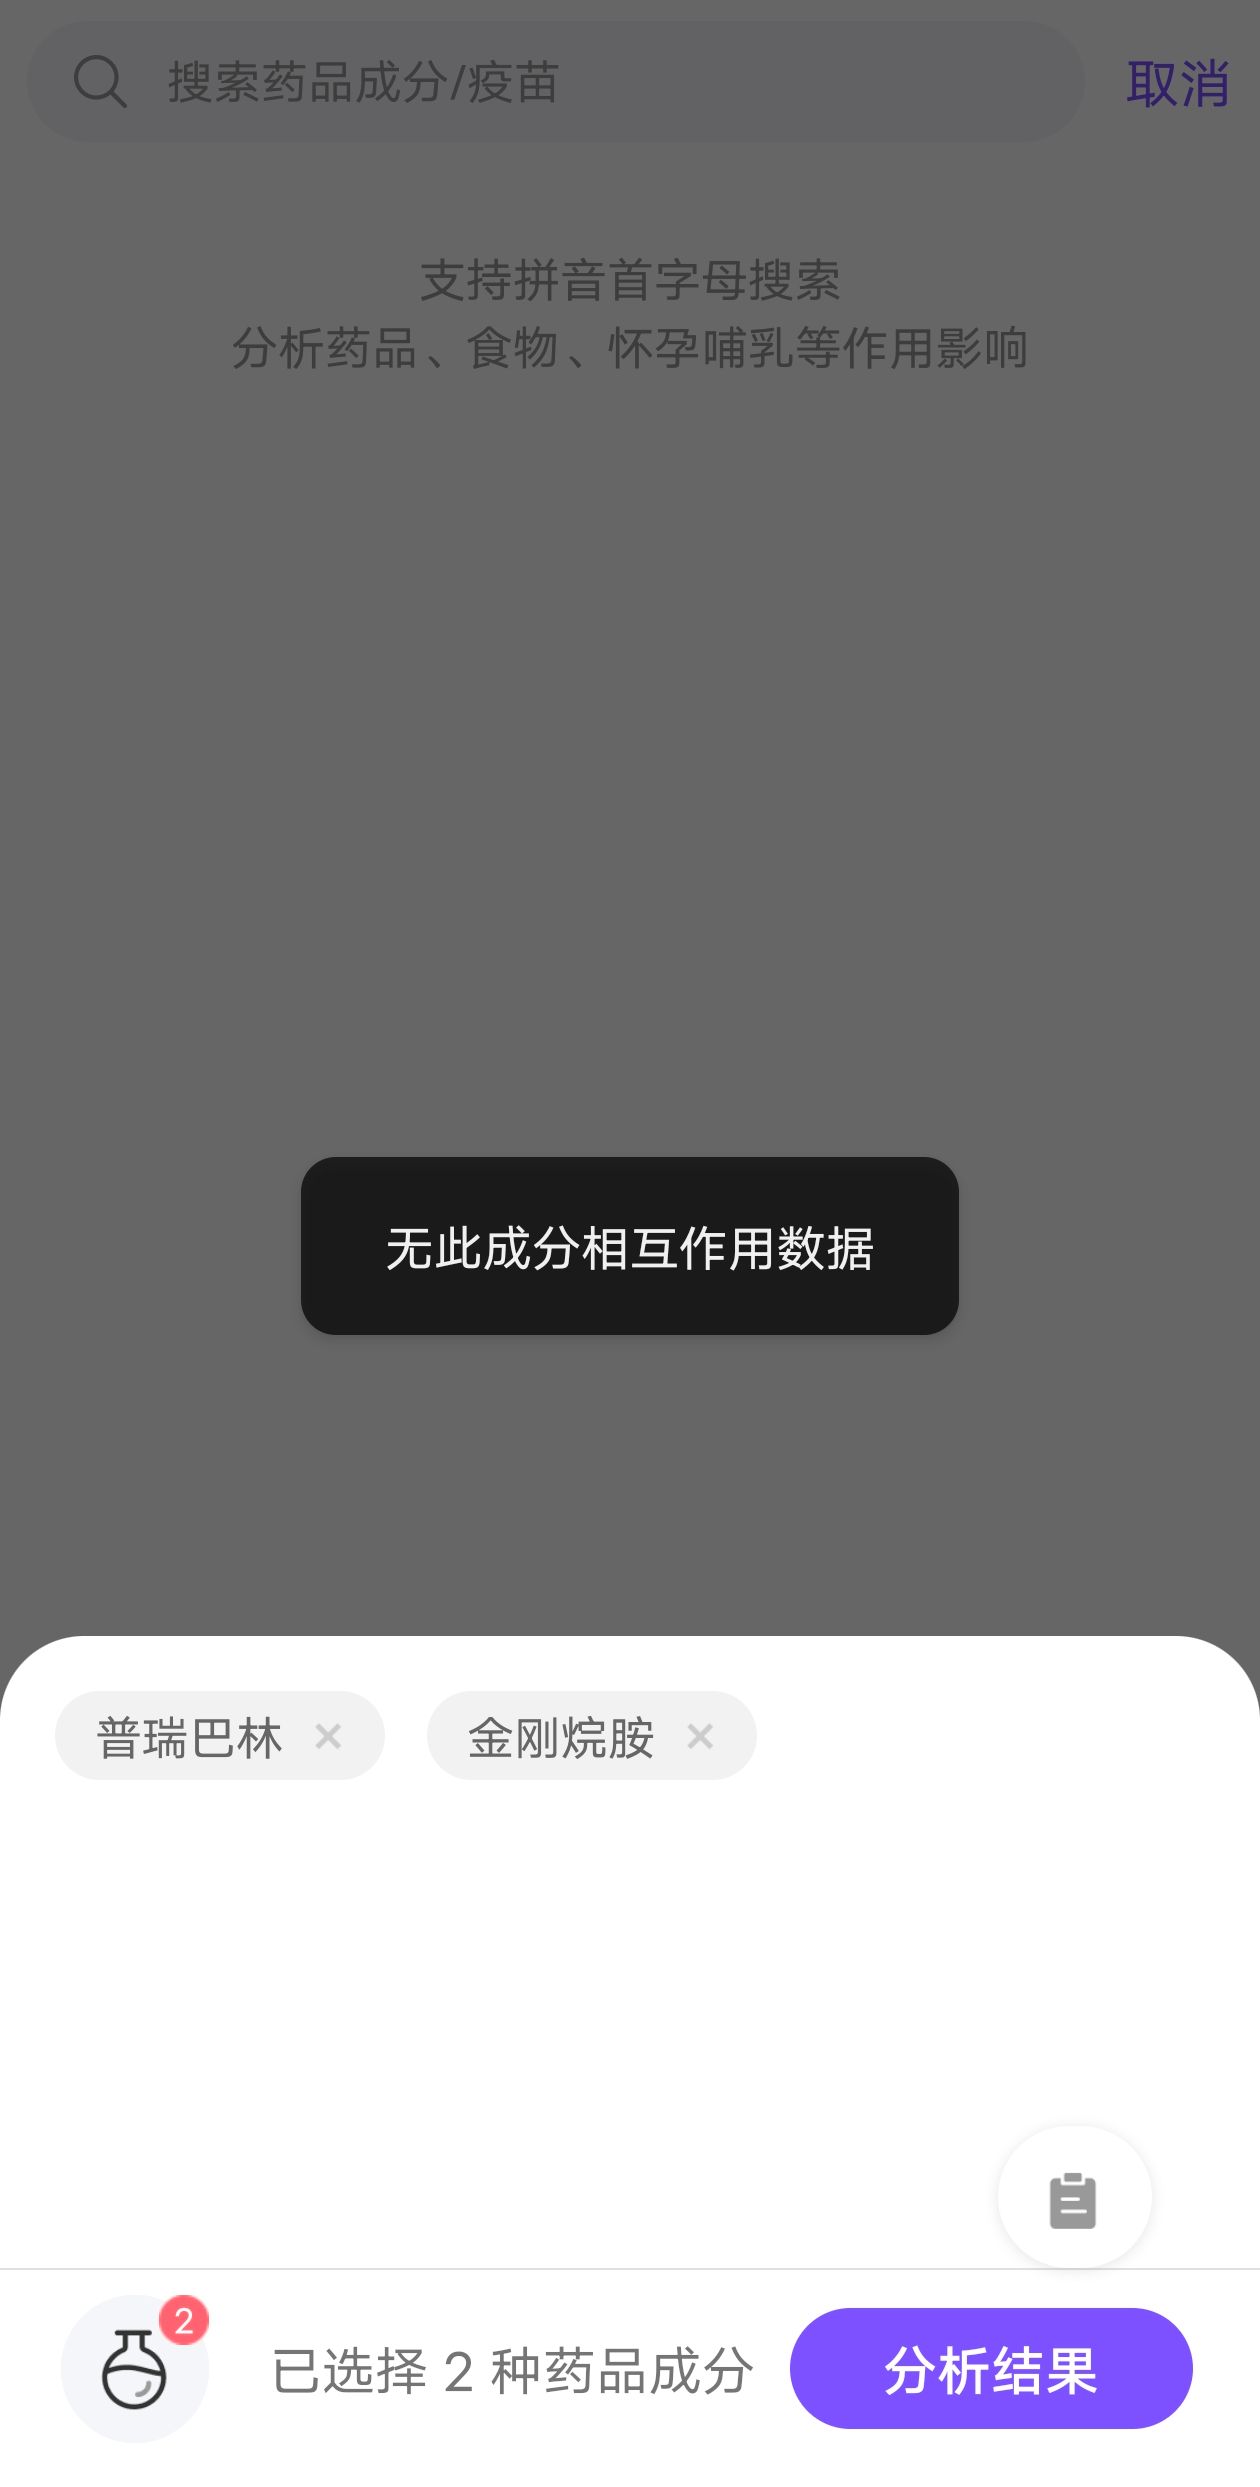 搜索药品成分/疫苗
取消
支持拼音首字母搜索
分析药品、食物、怀孕哺乳等作用影响
无此成分相互作用数据
普瑞巴林
金刚烷胺
2
已选择 2 种药品成分
分析结果